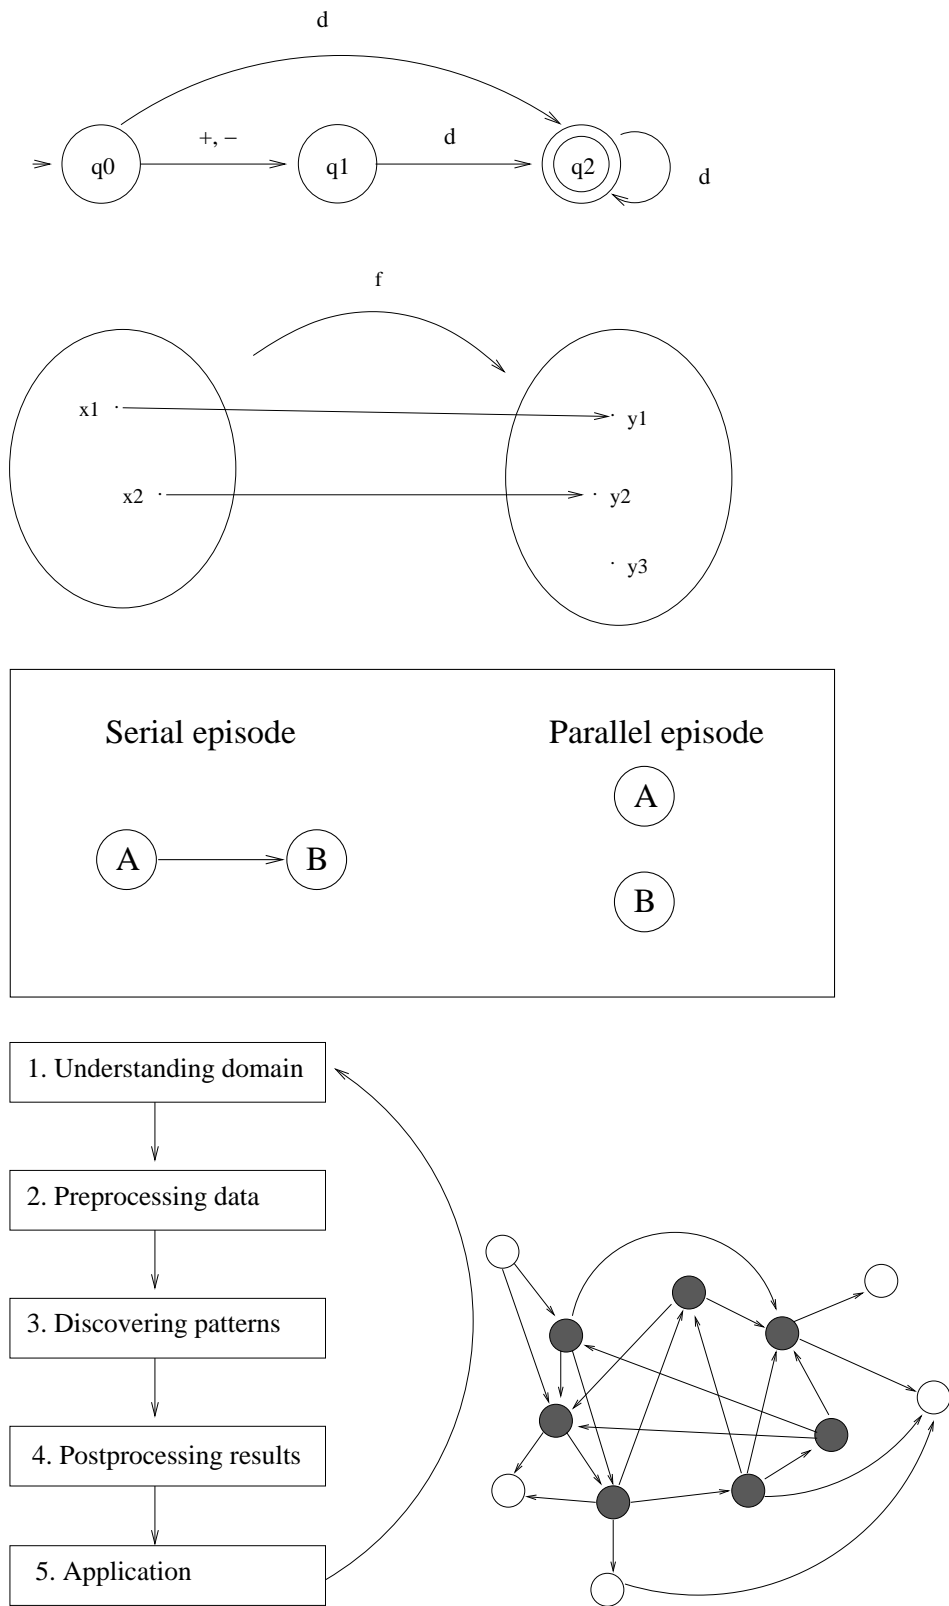 d
+, −
d
q0
q1
q2
d
f
x1
y1
x2
y2
y3
Serial episode
Parallel episode
A
A
B
B
1. Understanding domain
2. Preprocessing data
3. Discovering patterns
4. Postprocessing results
5. Application